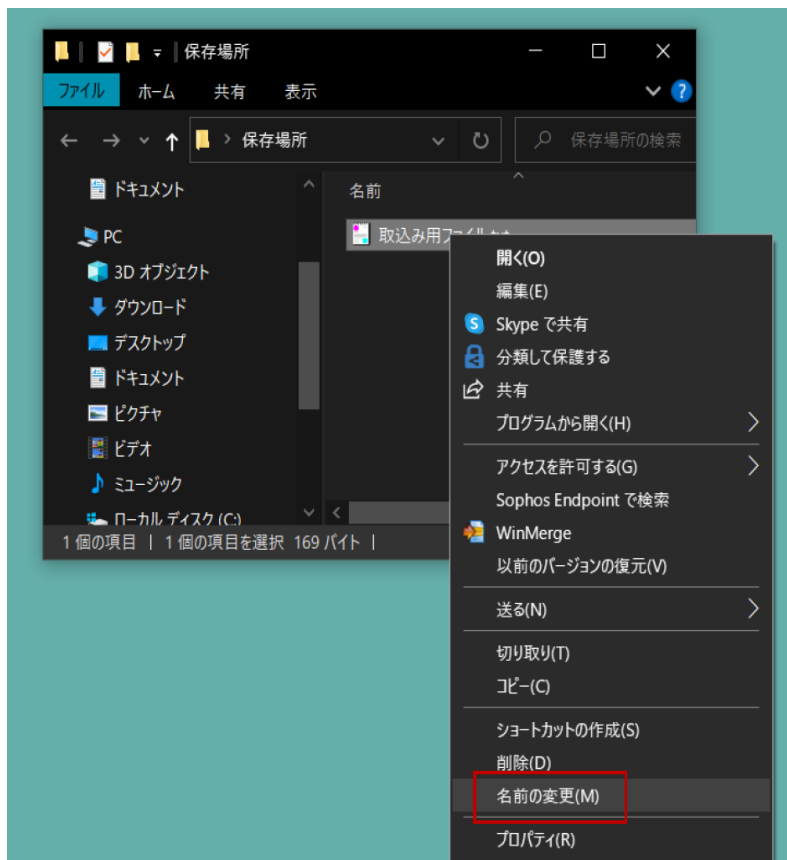 保存場所
ファイル ホーム 共有 表示
保存場所 保存場所の検索
ドキュメント
PC
3D オブジェクト
ダウンロード
デスクトップ
ドキュメント
ピクチャ
ビデオ
ミュージック
ローカル ディスク (C:)
名前
取込み用ファイル.txt
1 個の項目 | 1 個の項目を選択 169 バイト |
開く(O)
編集(E)
Skype で共有
分類して保護する
共有
プログラムから開く(H)
アクセスを許可する(G)
Sophos Endpoint で検索
WinMerge
以前のバージョンの復元(V)
送る(N)
切り取り(T)
コピー(C)
ショートカットの作成(S)
削除(D)
名前の変更(M)
プロパティ(R)